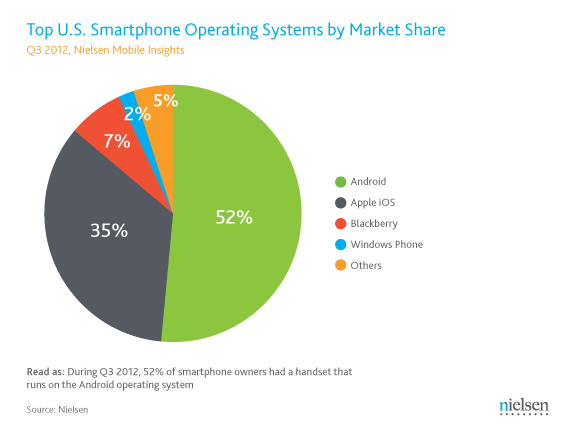 Top U.S. Smartphone Operating Systems by Market Share
Q3 2012, Nielsen Mobile Insights
5%
2%
7%
35%
52%
Android
Apple iOS
Blackberry
Windows Phone
Others
Read as: During Q3 2012, 52% of smartphone owners had a handset that
runs on the Android operating system
Source: Nielsen
nielsen